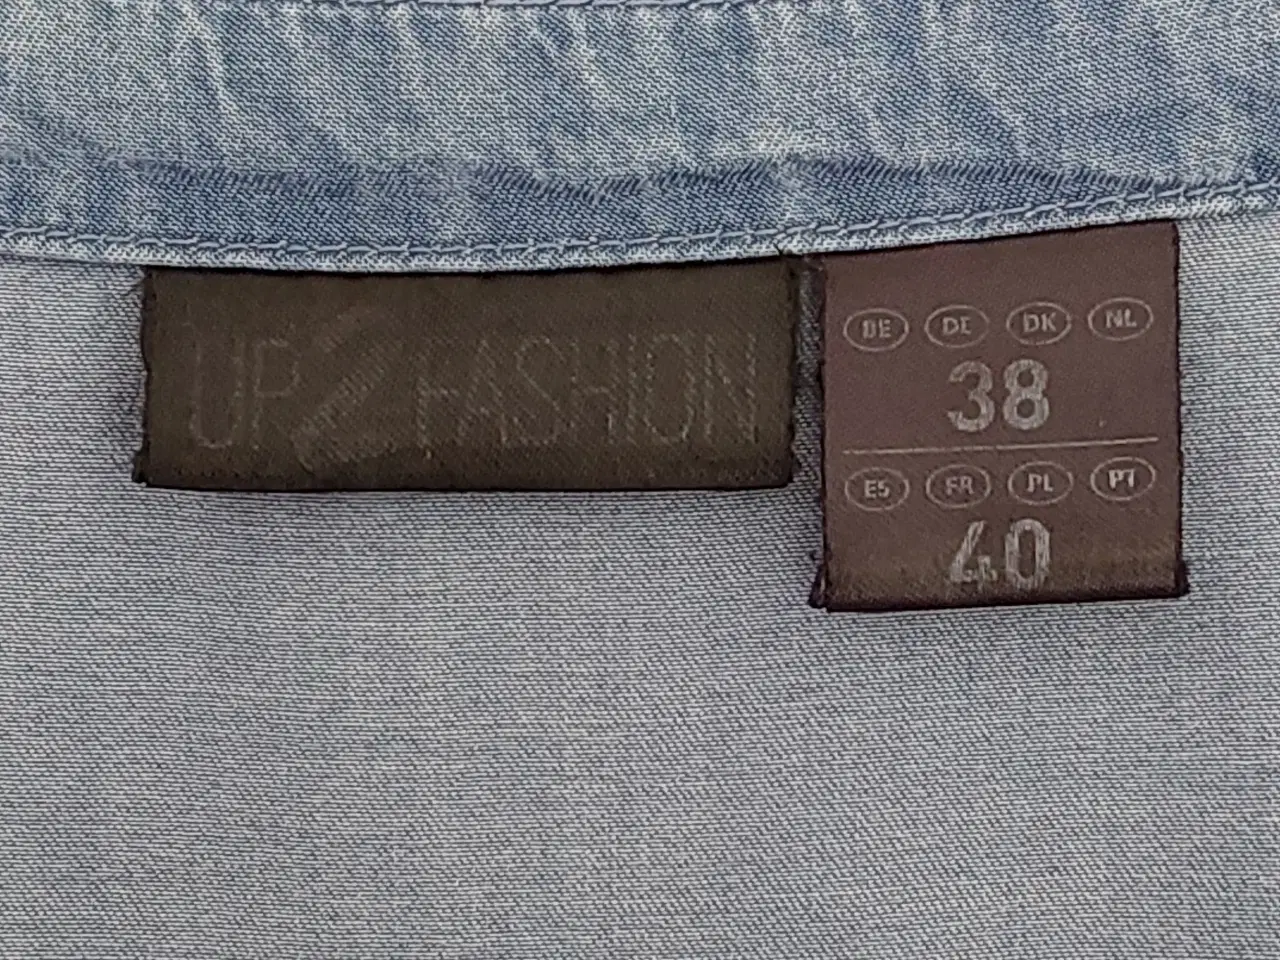 UP2FASHION
BE DE DK NL
38
ES FR PL PT
40